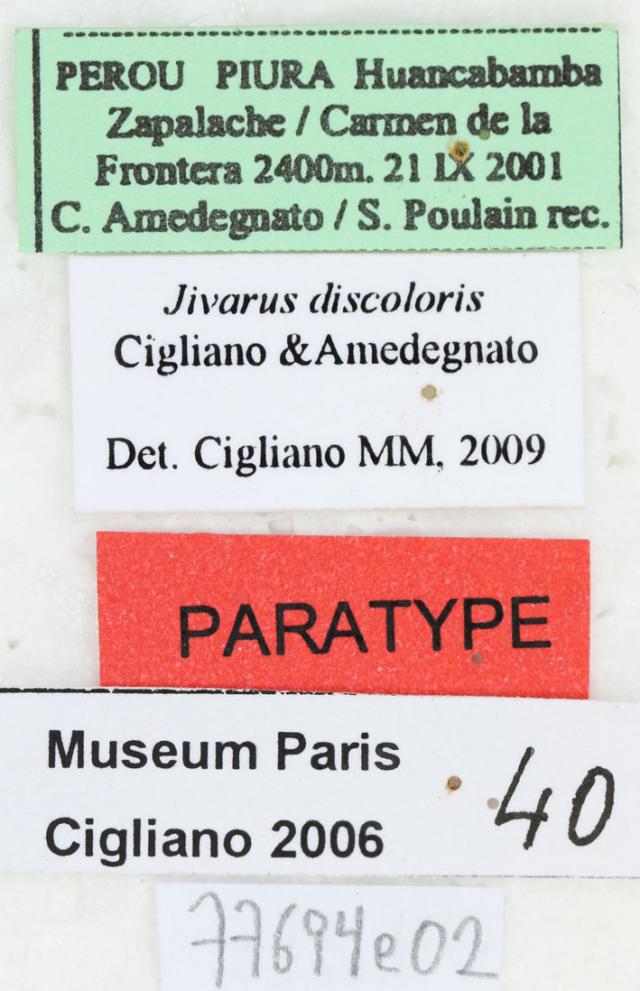 PEROU PIURA Huancabamba
Zapalache / Carmen de la
Frontera 2400m. 21 IX 2001
C. Amedegnato / S. Poulain rec.
Jivarus discoloris
Cigliano &Amedegnato
Det. Cigliano MM, 2009
PARATYPE
Museum Paris
Cigliano 2006
40
77694e02